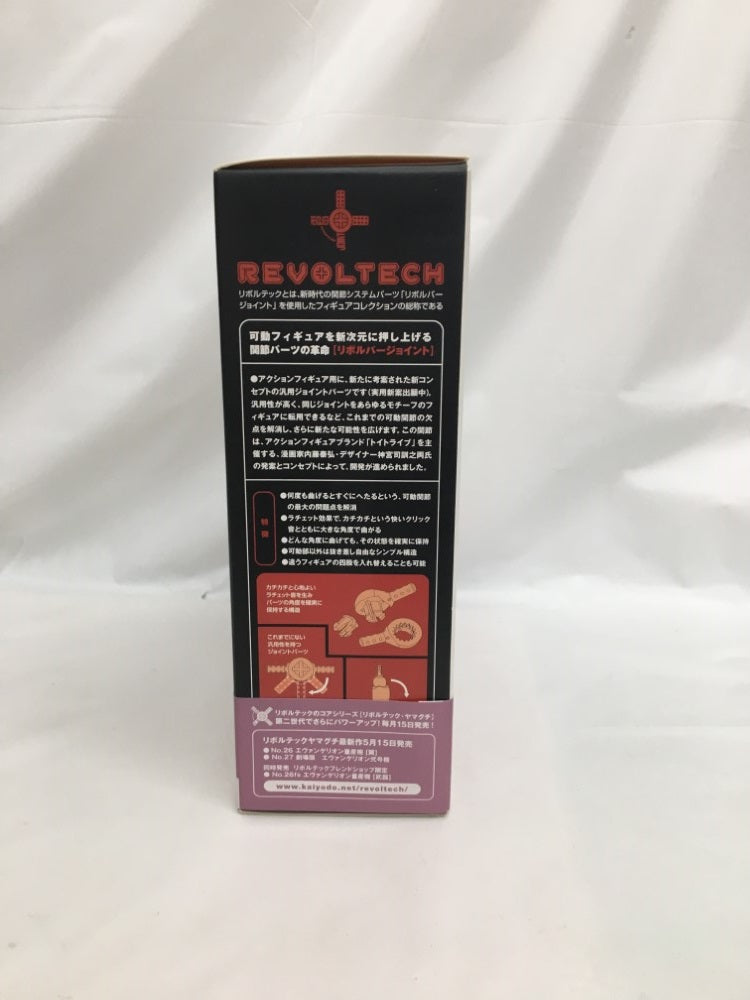 JOINT
REVOLTECH
リボルテックとは、新時代の関節システムパーツ「リボルバー
ジョイント」を使用したフィギュアコレクションの総称である
可動フィギュアを新次元に押し上げる
関節パーツの革命[リボルバージョイント]
●アクションフィギュア用に、新たに考案された新コン
セプトの汎用ジョイントパーツです(実用新案出願中)。
汎用性が高く、同じジョイントをあらゆるモチーフのフ
ィギュアに転用できるなど、これまでの可動関節の欠
点を解消し、さらに新たな可能性を広げます。この関節
は、アクションフィギュアブランド「トイトライブ」を主
催する、漫画家内藤泰弘・デザイナー神宮司訓之両氏
の発案とコンセプトによって、開発が進められました。
特徴
●何度も曲げるとすぐにへたるという、可動関節
の最大の問題点を解消
●ラチェット効果で、カチカチという快いクリック
音とともに大きな角度で曲がる
●どんな角度に曲げても、その状態を確実に保持
●可動部以外は抜き差し自由なシンプル構造
●違うフィギュアの四肢を入れ替えることも可能
カチカチと心地よい
ラチェット音を生み
パーツの角度を確実に
保持する構造
これまでにない
汎用性を持つ
ジョイントパーツ
リボルテックのコアシリーズ[リボルテック・ヤマグチ]
第二世代でさらにパワーアップ!毎月15日発売!
リボルテックヤマグチ最新作5月15日発売
●No.26 エヴァンゲリオン量産機 [翼]
●No.27 劇場版 エヴァンゲリオン弐号機
同時発売 リボルテックフレンドショップ限定
●No.26fs エヴァンゲリオン量産機 [武器]
www.kaiyodo.net/revoltech/